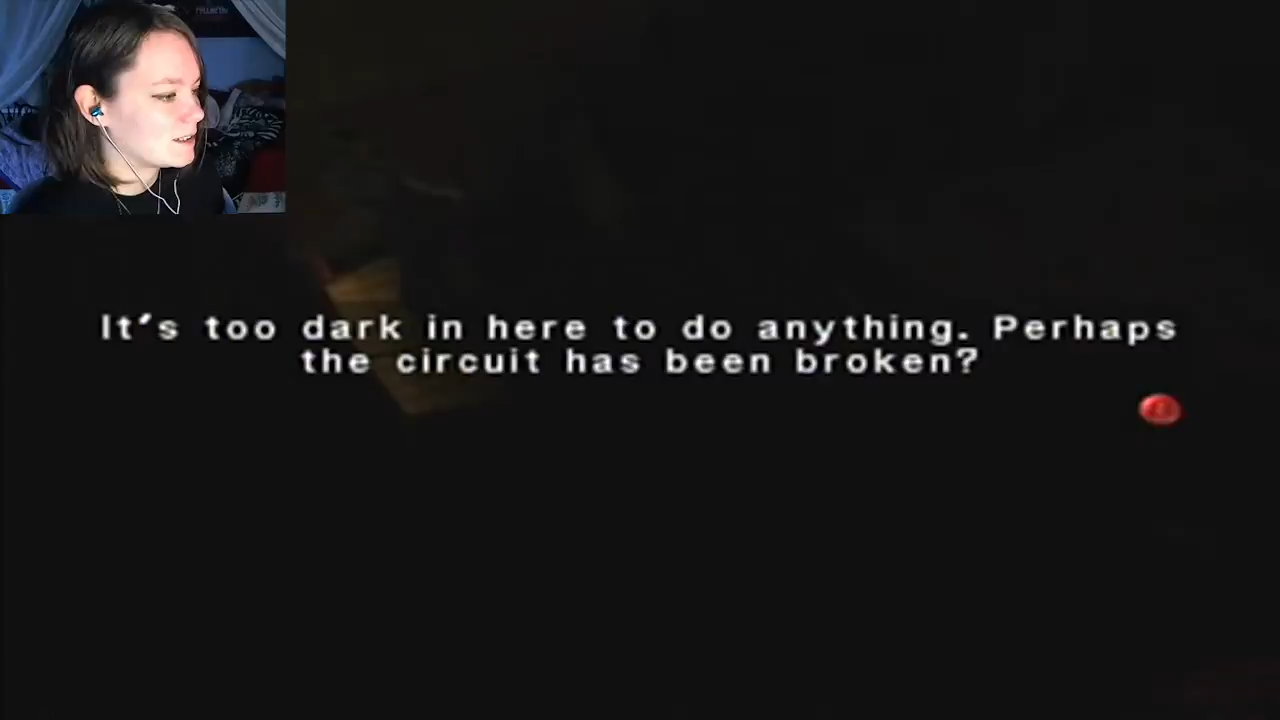 It's too dark in here to do anything. Perhaps
the circuit has been broken?